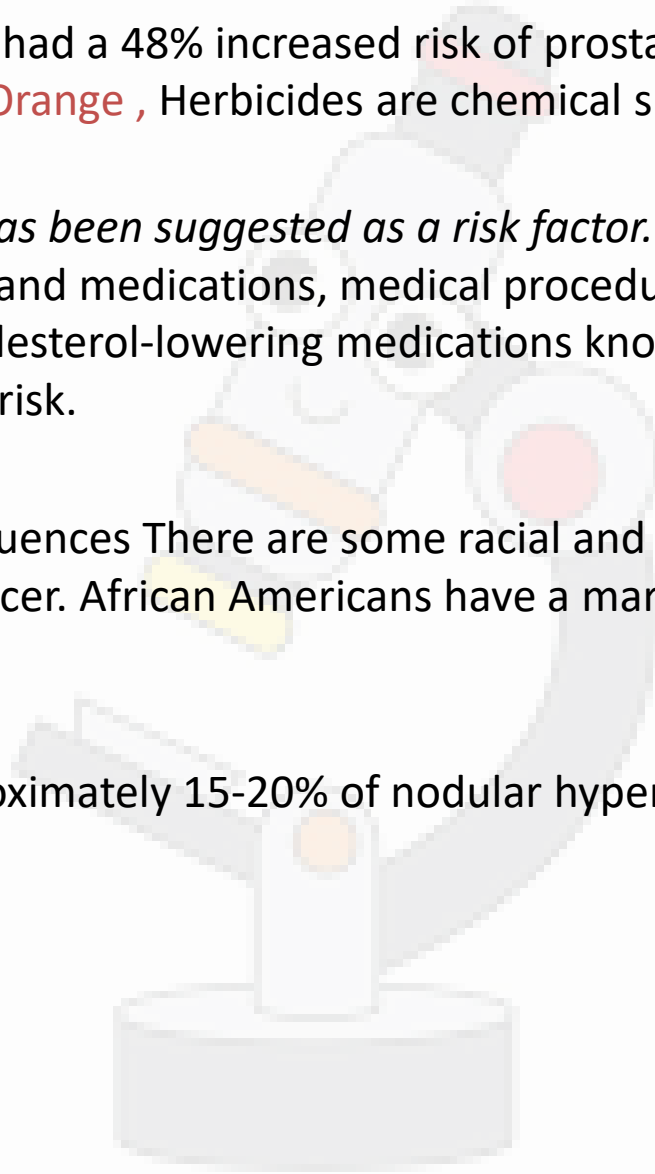 had a 48% increased risk of prosta
Orange , Herbicides are chemical s
as been suggested as a risk factor.
and medications, medical procedu
lesterol-lowering medications kno
risk.
uences There are some racial and
cer. African Americans have a mar
oximately 15-20% of nodular hyper